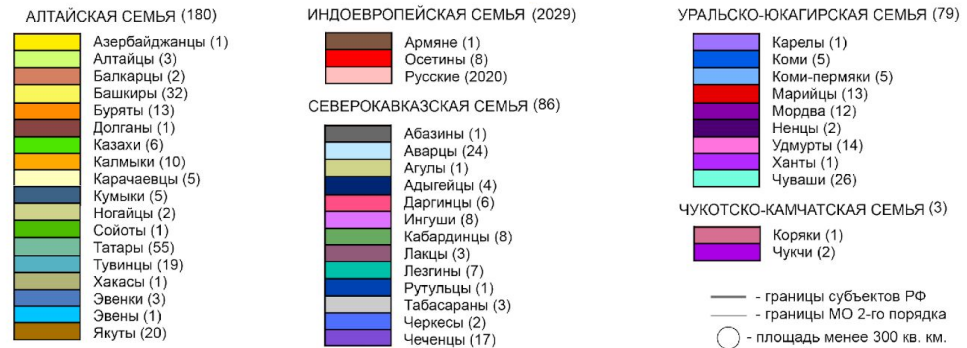 АЛТАЙСКАЯ СЕМЬЯ (180)
Азербайджанцы (1)
Алтайцы (3)
Балкарцы (2)
Башкиры (32)
Буряты (13)
Долганы (1)
Казахи (6)
Калмыки (10)
Карачаевцы (5)
Кумыки (5)
Ногайцы (2)
Сойоты (1)
Татары (55)
Тувинцы (19)
Хакасы (1)
Эвенки (3)
Эвены (1)
Якуты (20)
ИНДОЕВРОПЕЙСКАЯ СЕМЬЯ (2029)
Армяне (1)
Осетины (8)
Русские (2020)
СЕВЕРОКАВКАЗСКАЯ СЕМЬЯ (86)
Абазины (1)
Аварцы (24)
Агулы (1)
Адыгейцы (4)
Даргинцы (6)
Ингуши (8)
Кабардинцы (8)
Лакцы (3)
Лезгины (7)
Рутульцы (1)
Табасараны (3)
Черкесы (2)
Чеченцы (17)
УРАЛЬСКО-ЮКАГИРСКАЯ СЕМЬЯ (79)
Карелы (1)
Коми (5)
Коми-пермяки (5)
Марийцы (13)
Мордва (12)
Ненцы (2)
Удмурты (14)
Ханты (1)
Чуваши (26)
ЧУКОТСКО-КАМЧАТСКАЯ СЕМЬЯ (3)
Коряки (1)
Чукчи (2)
- границы субъектов РФ
- границы МО 2-го порядка
- площадь менее 300 кв. км.